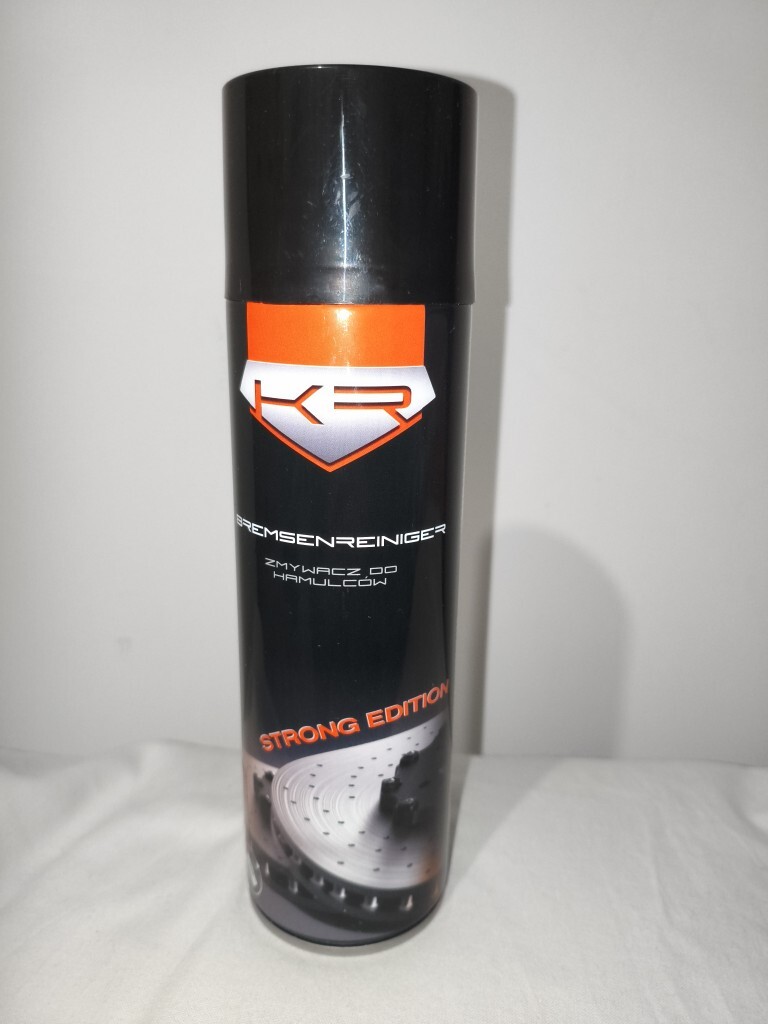 KR
BREMSENREINIGER
ZMYWACZ DO
HAMULCÓW
STRONG EDITION